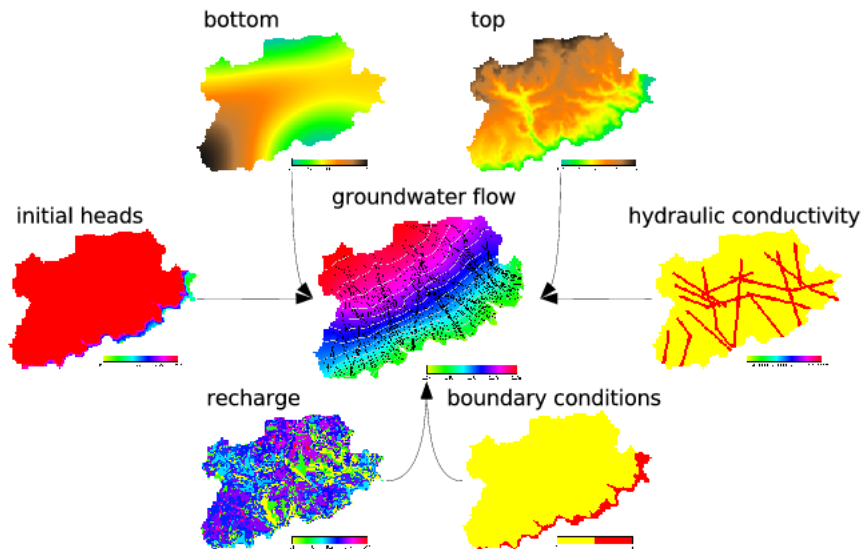 bottom
top
initial heads
groundwater flow
hydraulic conductivity
recharge
boundary conditions